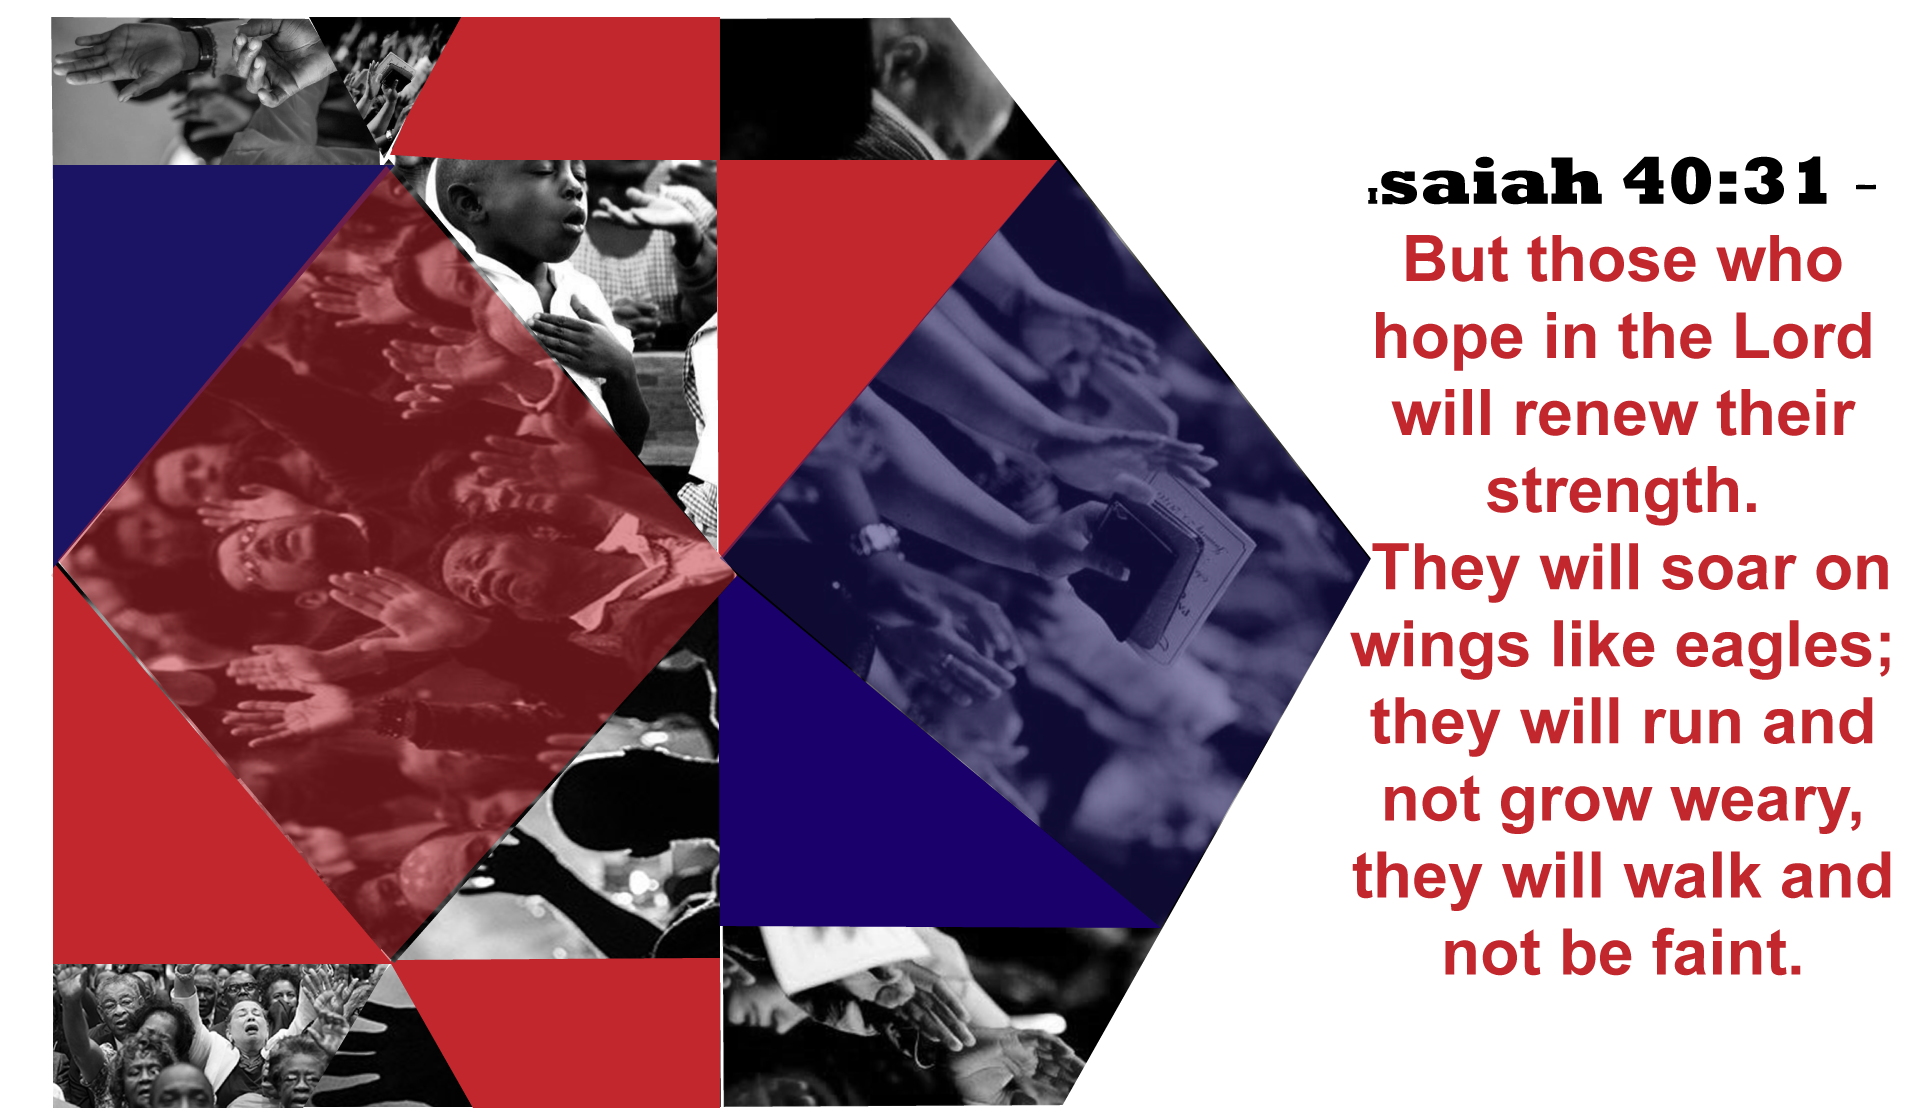 Isaiah 40:31 –
But those who
hope in the Lord
will renew their
strength.
They will soar on
wings like eagles;
they will run and
not grow weary,
they will walk and
not be faint.